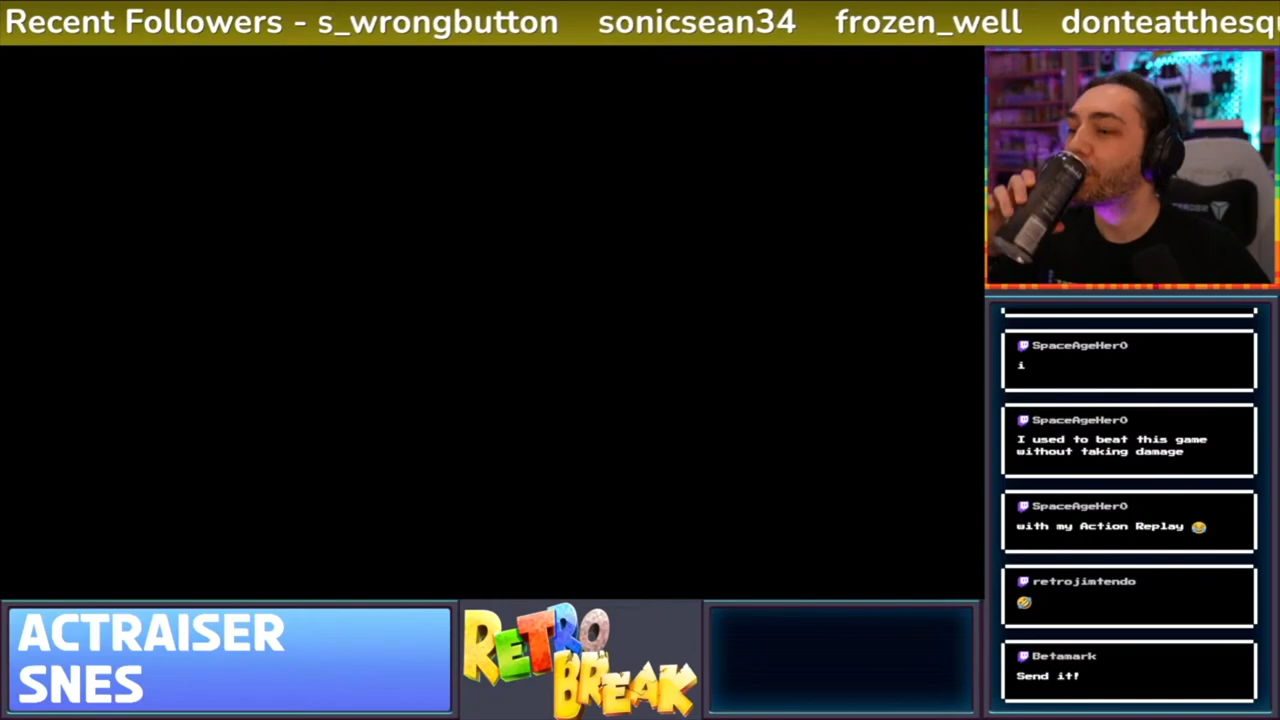 Recent Followers - s_wrongbutton sonicsean34 frozen_well donteatthesqu
SpaceAgeHer0
i
SpaceAgeHer0
I used to beat this game
without taking damage
SpaceAgeHer0
with my Action Replay 😂
retrojimtendo
🤣
Betamark
Send it!
ACTRAISER
SNES
RETRO
BREAK